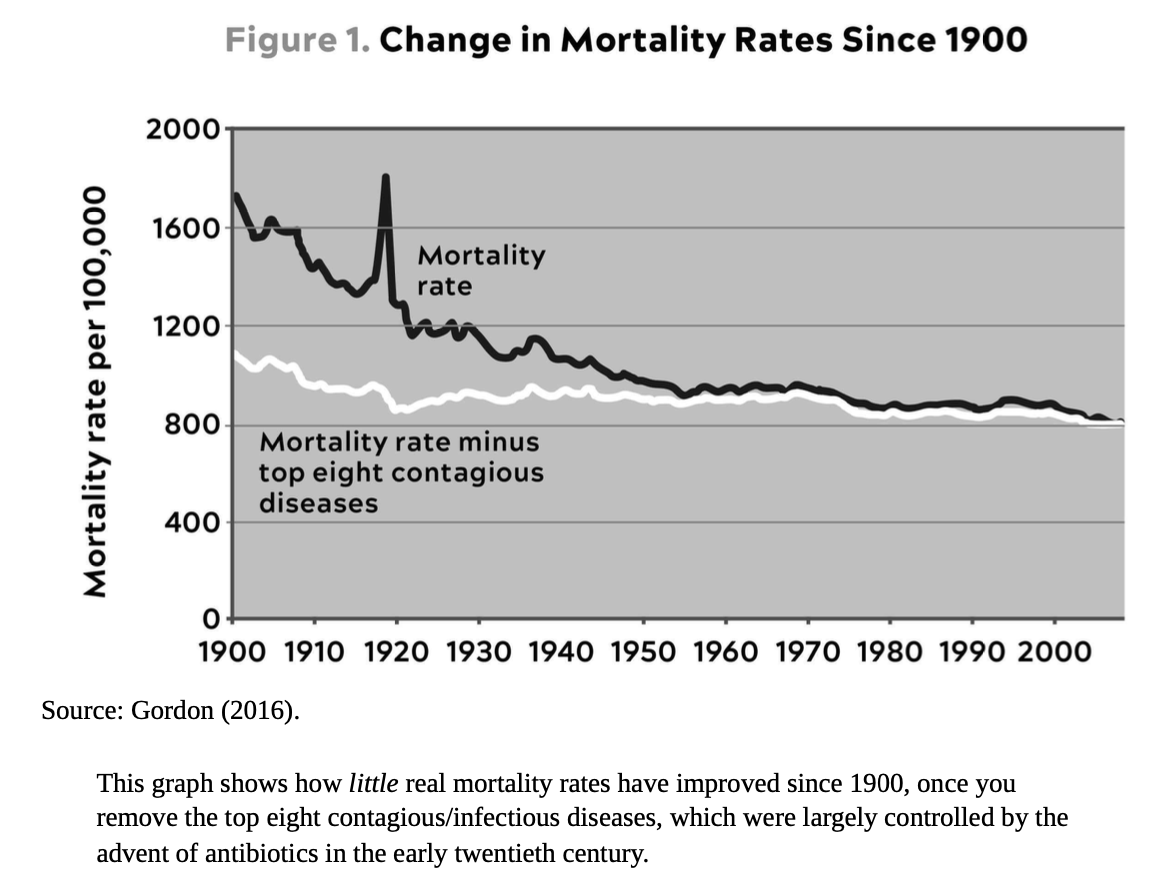 Figure 1. Change in Mortality Rates Since 1900
Mortality rate per 100,000
2000
1600
1200
800
400
0
Mortality
rate
Mortality rate minus
top eight contagious
diseases
1900 1910 1920 1930 1940 1950 1960 1970 1980 1990 2000
Source: Gordon (2016).
This graph shows how little real mortality rates have improved since 1900, once you
remove the top eight contagious/infectious diseases, which were largely controlled by the
advent of antibiotics in the early twentieth century.